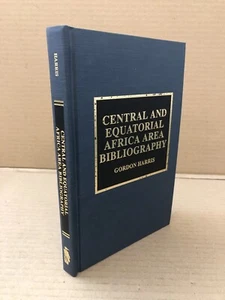 HARRIS
CENTRAL AND EQUATORIAL
AFRICA AREA BIBLIOGRAPHY
CENTRAL AND
EQUATORIAL
AFRICA AREA
BIBLIOGRAPHY
GORDON HARRIS